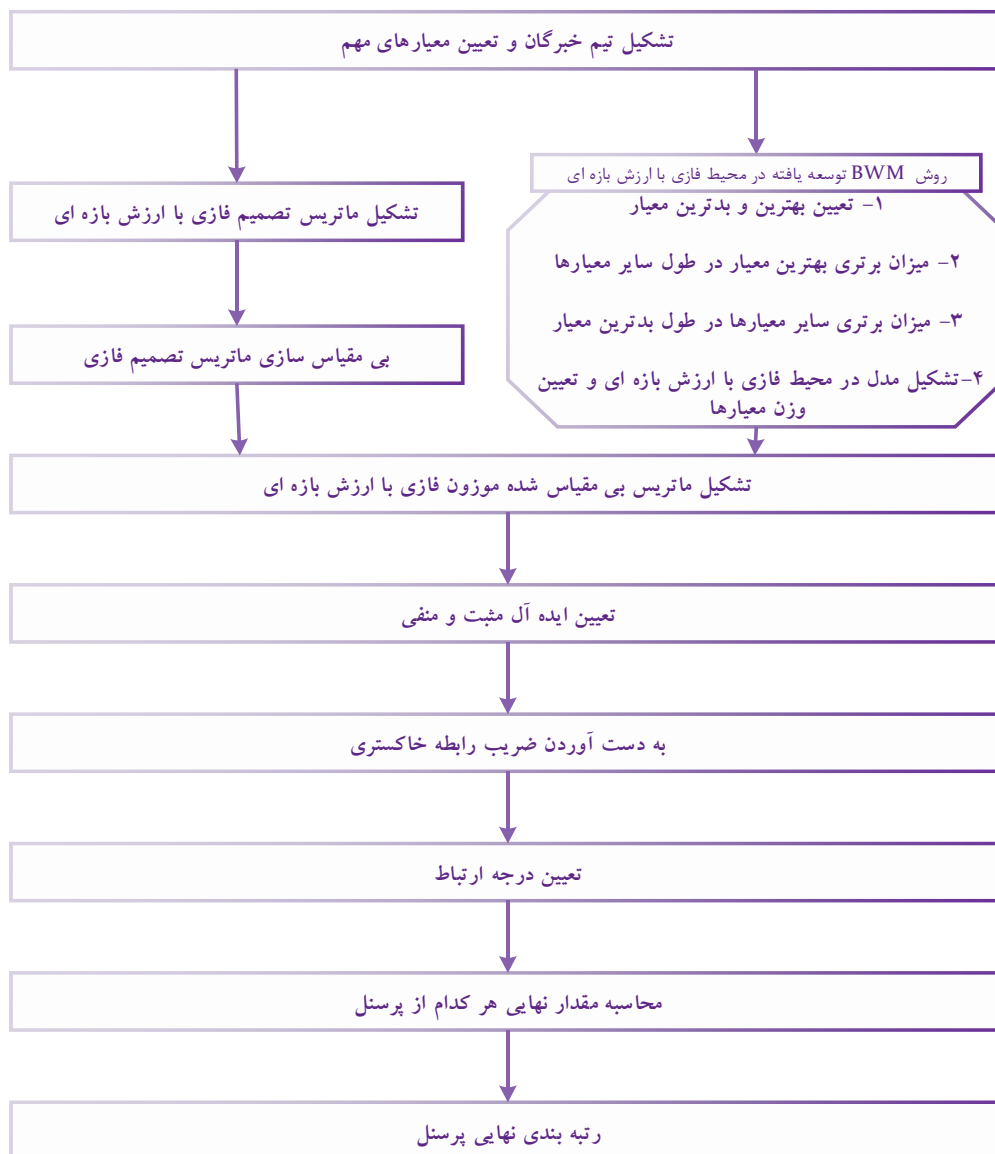 تشکیل تیم خبرگان و تعیین معیارهای مهم
روش BWM توسعه یافته در محیط فازی با ارزش بازه ای
۱- تعیین بهترین و بدترین معیار
۲- میزان برتری بهترین معیار در طول سایر معیارها
۳- میزان برتری سایر معیارها در طول بدترین معیار
۴-تشکیل مدل در محیط فازی با ارزش بازه ای و تعیین
وزن معیارها
تشکیل ماتریس تصمیم فازی با ارزش بازه ای
بی مقیاس سازی ماتریس تصمیم فازی
تشکیل ماتریس بی مقیاس شده موزون فازی با ارزش بازه ای
تعیین ایده آل مثبت و منفی
به دست آوردن ضریب رابطه خاکستری
تعیین درجه ارتباط
محاسبه مقدار نهایی هر کدام از پرسنل
رتبه بندی نهایی پرسنل